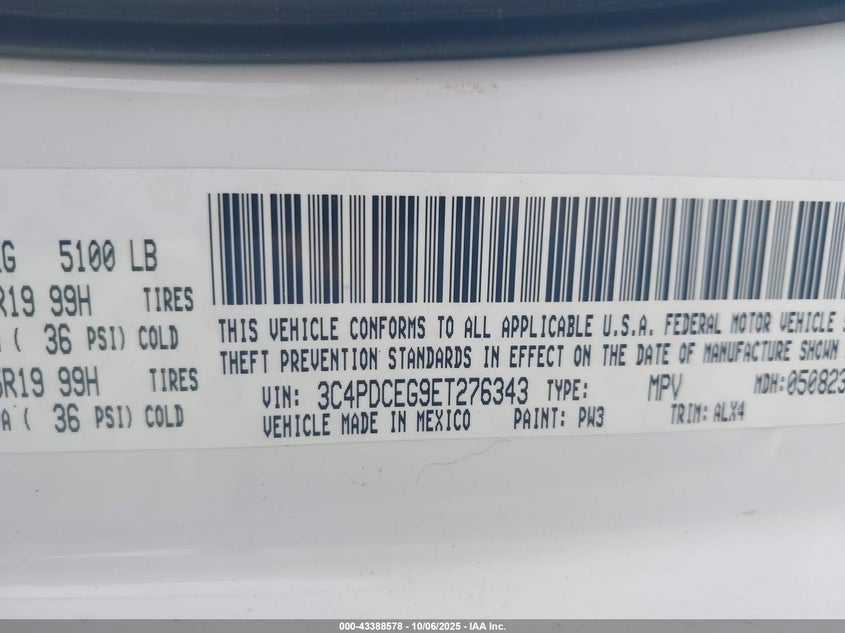 G 5100 LB
R19 99H TIRES
( 36 PSI) COLD
R19 99H TIRES
A ( 36 PSI) COLD
THIS VEHICLE CONFORMS TO ALL APPLICABLE U.S.A. FEDERAL MOTOR VEHICLE S
THEFT PREVENTION STANDARDS IN EFFECT ON THE DATE OF MANUFACTURE SHOWN
VIN: 3C4PDCEG9ET276343 TYPE: MPV MDH:050823
VEHICLE MADE IN MEXICO PAINT: PW3 TRIM: ALX4
000-43388578 - 10/06/2025 - IAA Inc.